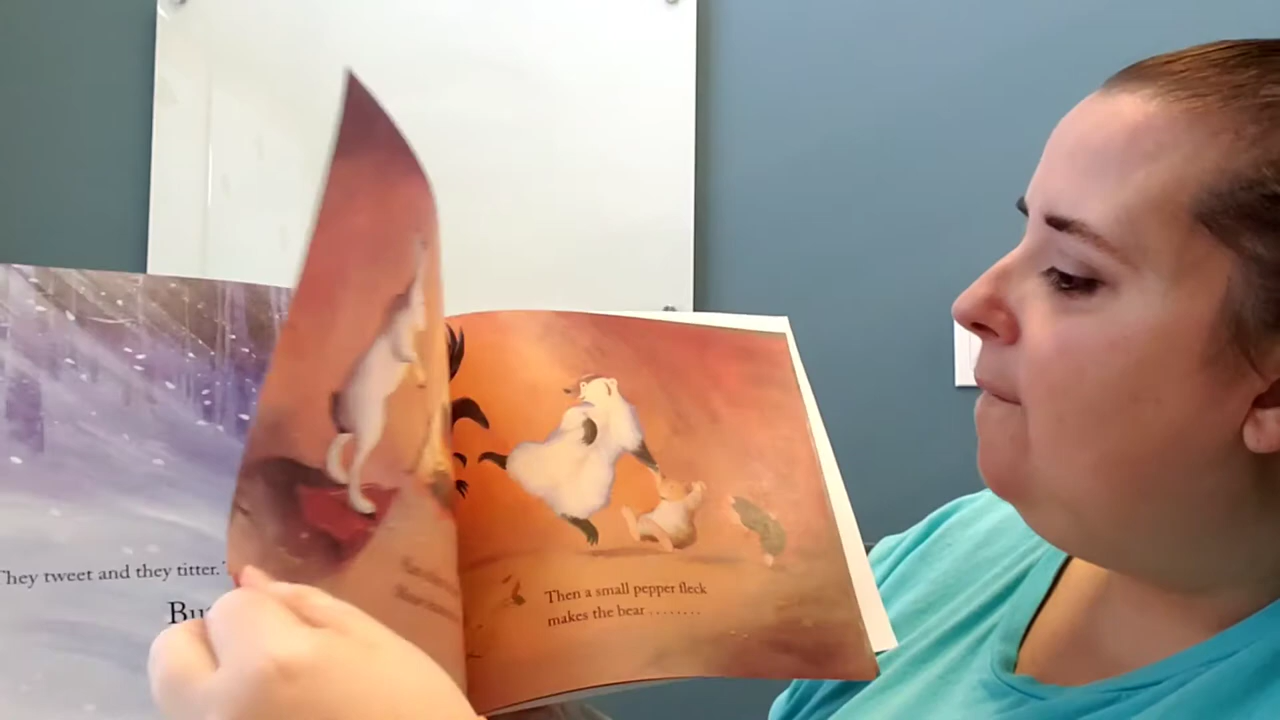 They tweet and they titter.
Bu
Then a small pepper fleck
makes the bear ........